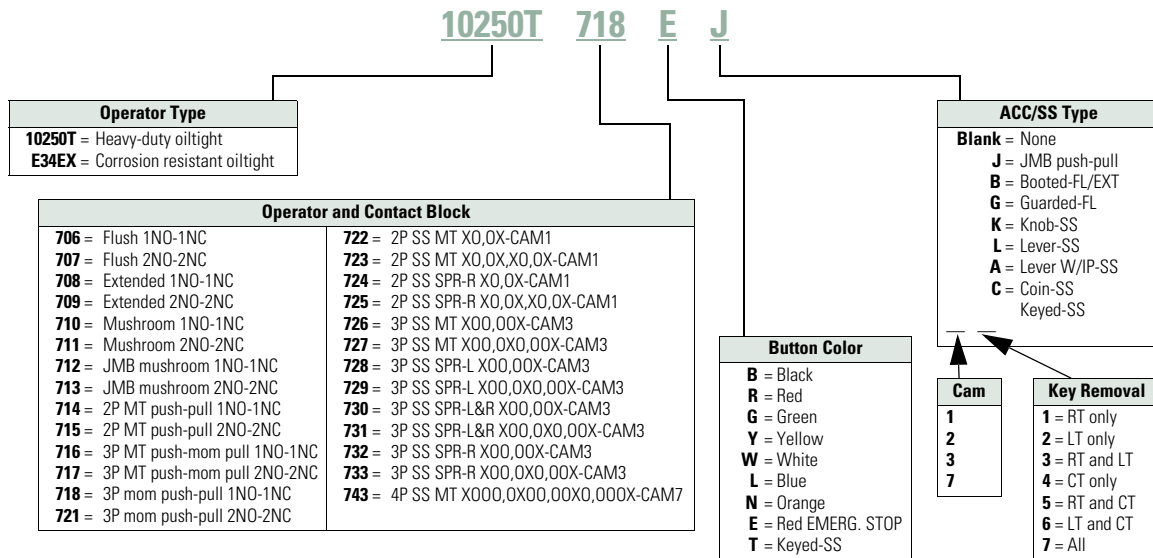 10250T 718 E J
Operator Type
10250T = Heavy-duty oiltight
E34EX = Corrosion resistant oiltight
Operator and Contact Block
706 = Flush 1NO-1NC
707 = Flush 2NO-2NC
708 = Extended 1NO-1NC
709 = Extended 2NO-2NC
710 = Mushroom 1NO-1NC
711 = Mushroom 2NO-2NC
712 = JMB mushroom 1NO-1NC
713 = JMB mushroom 2NO-2NC
714 = 2P MT push-pull 1NO-1NC
715 = 2P MT push-pull 2NO-2NC
716 = 3P MT push-mom pull 1NO-1NC
717 = 3P MT push-mom pull 2NO-2NC
718 = 3P mom push-pull 1NO-1NC
721 = 3P mom push-pull 2NO-2NC
722 = 2P SS MT XO,OX-CAM1
723 = 2P SS MT XO,OX,XO,OX-CAM1
724 = 2P SS SPR-R XO,OX-CAM1
725 = 2P SS SPR-R XO,OX,XO,OX-CAM1
726 = 3P SS MT XOO,OOX-CAM3
727 = 3P SS MT XOO,OXO,OOX-CAM3
728 = 3P SS SPR-L XOO,OOX-CAM3
729 = 3P SS SPR-L XOO,OXO,OOX-CAM3
730 = 3P SS SPR-L&R XOO,OOX-CAM3
731 = 3P SS SPR-L&R XOO,OXO,OOX-CAM3
732 = 3P SS SPR-R XOO,OOX-CAM3
733 = 3P SS SPR-R XOO,OXO,OOX-CAM3
743 = 4P SS MT XOOO,OXOO,OOXO,OOOX-CAM7
Button Color
B = Black
R = Red
G = Green
Y = Yellow
W = White
L = Blue
N = Orange
E = Red EMERG. STOP
T = Keyed-SS
ACC/SS Type
Blank = None
J = JMB push-pull
B = Booted-FL/EXT
G = Guarded-FL
K = Knob-SS
L = Lever-SS
A = Lever W/IP-SS
C = Coin-SS
Keyed-SS
_ _
Cam
1
2
3
7
Key Removal
1 = RT only
2 = LT only
3 = RT and LT
4 = CT only
5 = RT and CT
6 = LT and CT
7 = All